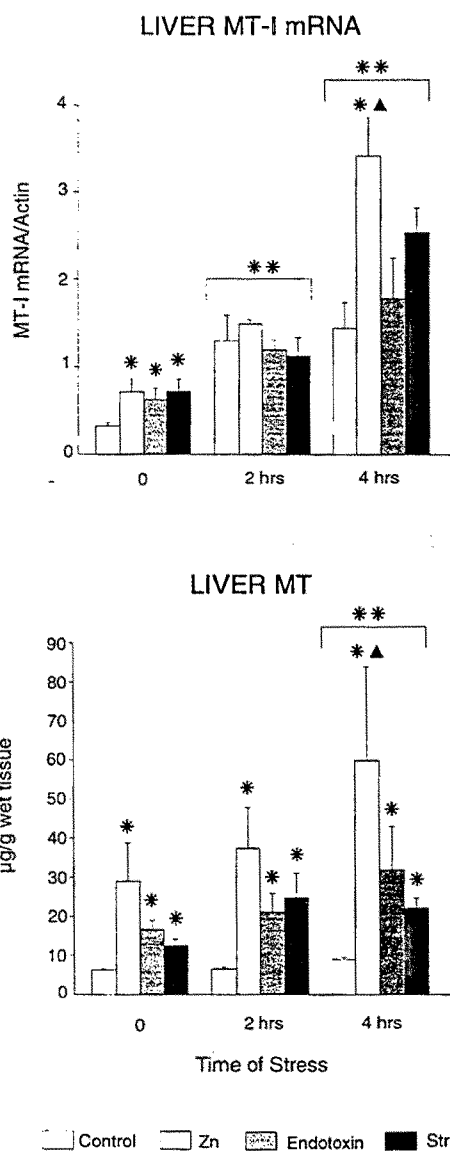 LIVER MT-I mRNA
**
*▲
4
3
**
2
* * *
1
0
MT-I mRNA/Actin
0 2 hrs 4 hrs
LIVER MT
**
90
*▲
80
70
60
*
50
*
40
* *
30
* *
20
*
10
0
µg/g wet tissue
0 2 hrs 4 hrs
Time of Stress
Control Zn Endotoxin Str